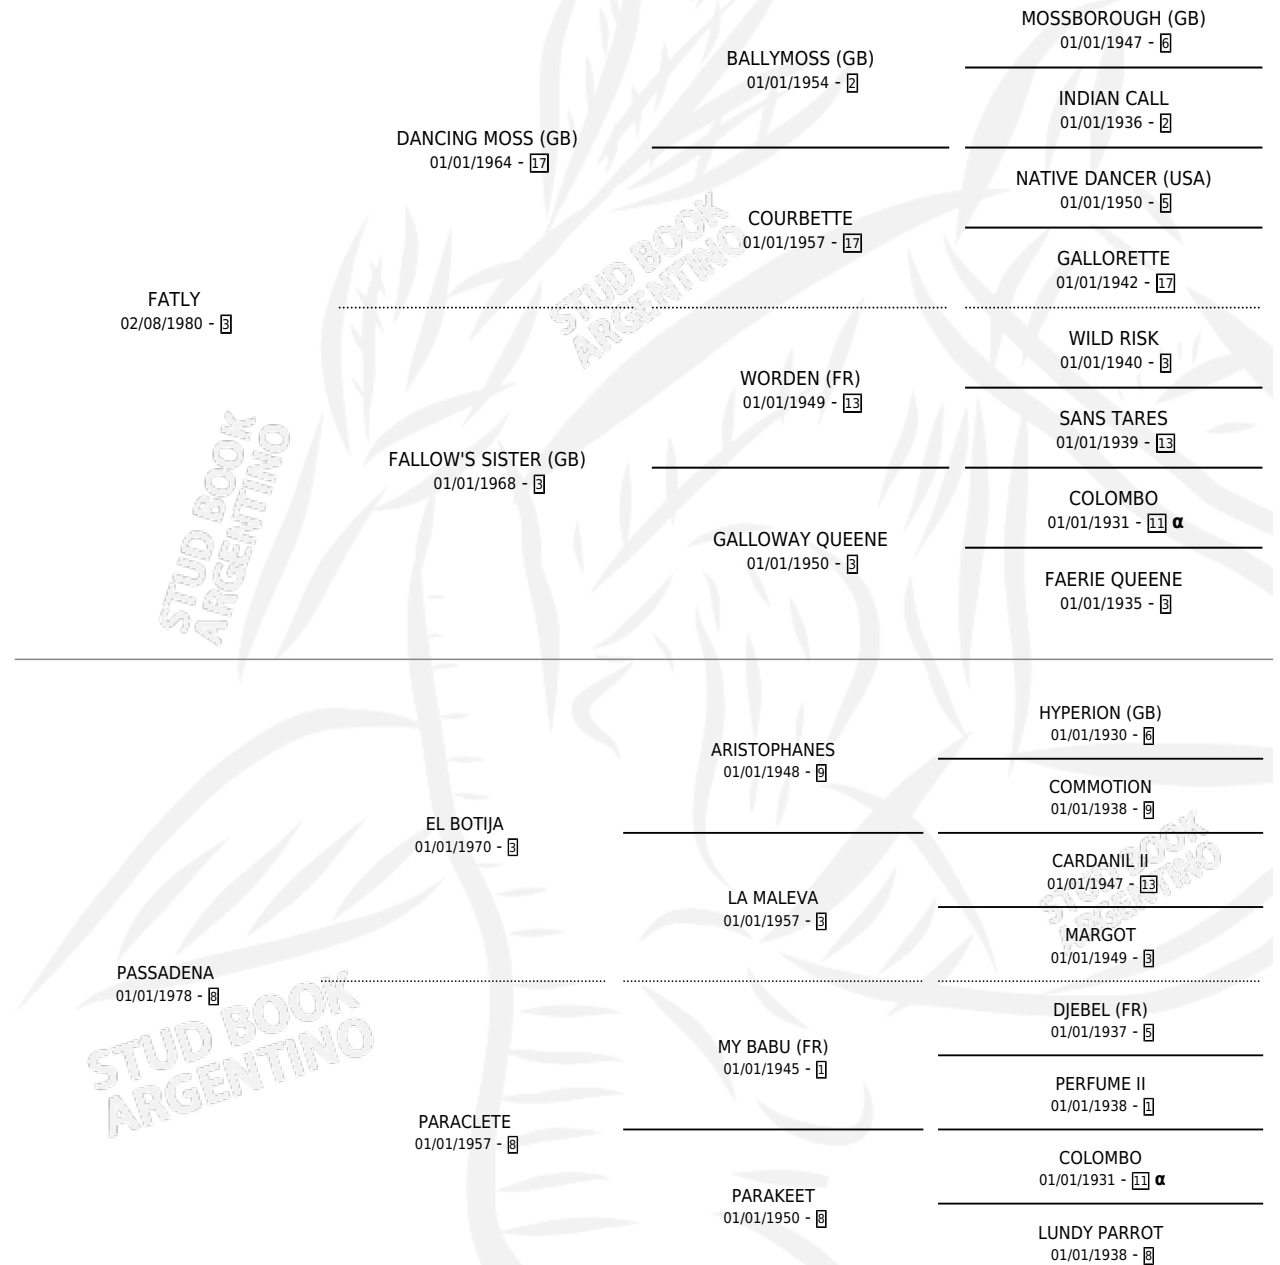 MOSSBOROUGH (GB)
01/01/1947 - 6
BALLYMOSS (GB)
01/01/1954 - 2
INDIAN CALL
01/01/1936 - 2
DANCING MOSS (GB)
01/01/1964 - 17
NATIVE DANCER (USA)
01/01/1950 - 5
COURBETTE
01/01/1957 - 17
GALLORETTE
01/01/1942 - 17
FATLY
02/08/1980 - 3
WILD RISK
01/01/1940 - 3
WORDEN (FR)
01/01/1949 - 13
SANS TARES
01/01/1939 - 13
FALLOW'S SISTER (GB)
01/01/1968 - 3
COLOMBO
01/01/1931 - 11 α
GALLOWAY QUEENE
01/01/1950 - 3
FAERIE QUEENE
01/01/1935 - 3
HYPERION (GB)
01/01/1930 - 6
ARISTOPHANES
01/01/1948 - 9
COMMOTION
01/01/1938 - 9
EL BOTIJA
01/01/1970 - 3
CARDANIL II
01/01/1947 - 13
LA MALEVA
01/01/1957 - 3
MARGOT
01/01/1949 - 3
PASSADENA
01/01/1978 - 8
DJEBEL (FR)
01/01/1937 - 5
MY BABU (FR)
01/01/1945 - 1
PERFUME II
01/01/1938 - 1
PARACLETE
01/01/1957 - 8
COLOMBO
01/01/1931 - 11 α
PARAKEET
01/01/1950 - 8
LUNDY PARROT
01/01/1938 - 8
STUD BOOK
ARGENTINO
STUD BOOK
ARGENTINO
STUD BOOK
ARGENTINO
STUD BOOK
ARGENTINO